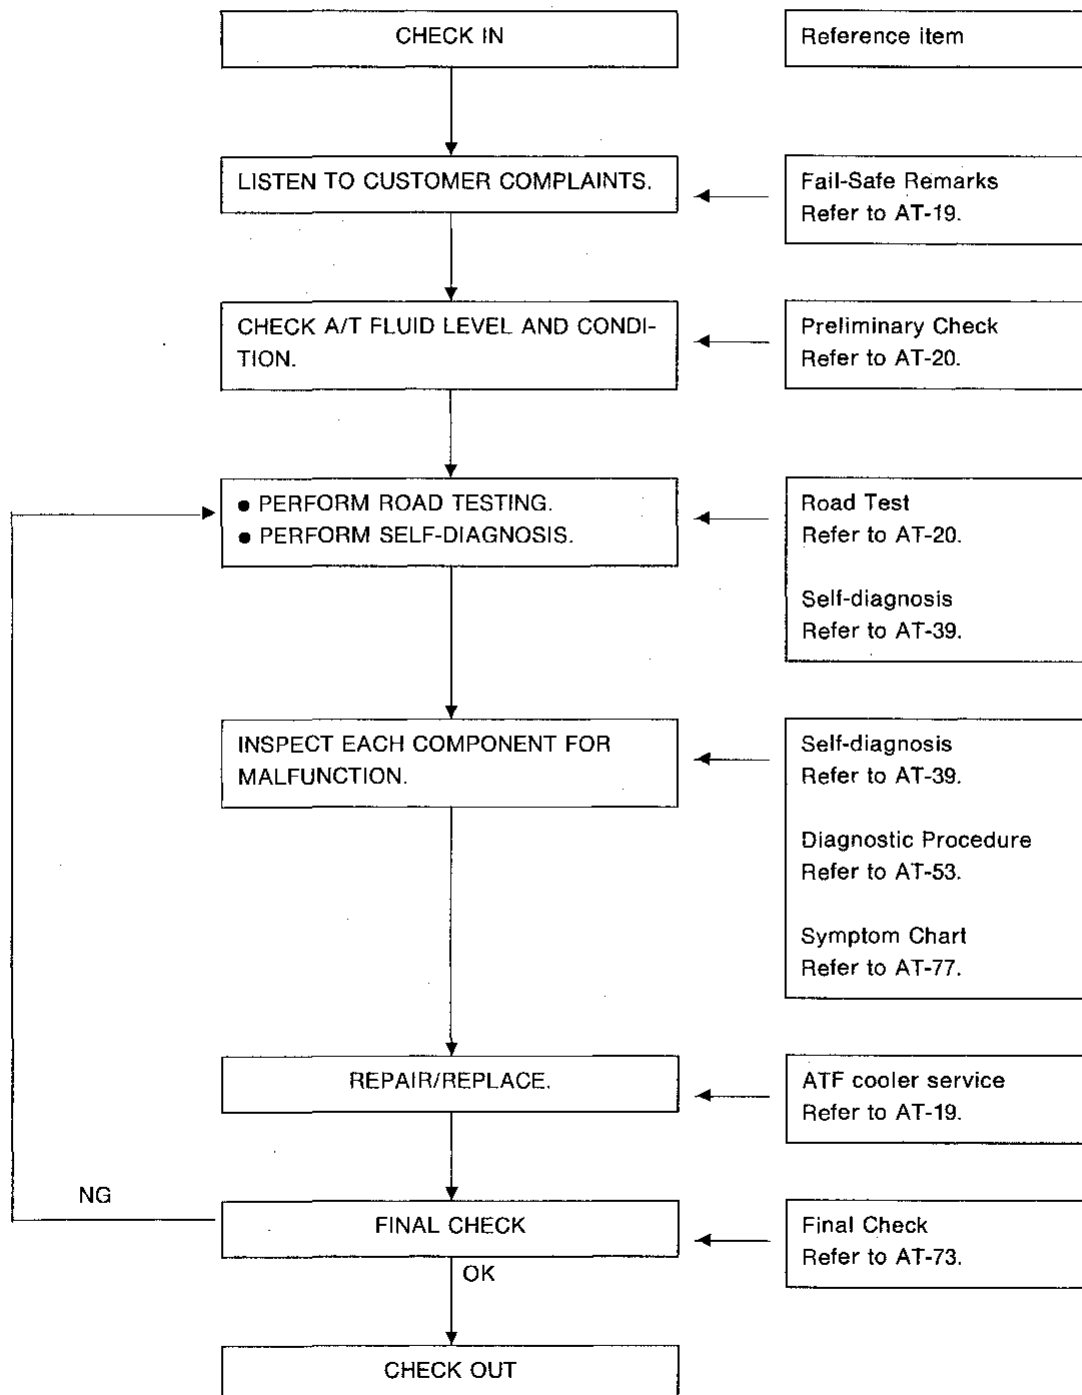 CHECK IN
Reference item
LISTEN TO CUSTOMER COMPLAINTS.
Fail-Safe Remarks
Refer to AT-19.
CHECK A/T FLUID LEVEL AND CONDI-
TION.
Preliminary Check
Refer to AT-20.
● PERFORM ROAD TESTING.
● PERFORM SELF-DIAGNOSIS.
Road Test
Refer to AT-20.
Self-diagnosis
Refer to AT-39.
INSPECT EACH COMPONENT FOR
MALFUNCTION.
Self-diagnosis
Refer to AT-39.
Diagnostic Procedure
Refer to AT-53.
Symptom Chart
Refer to AT-77.
REPAIR/REPLACE.
ATF cooler service
Refer to AT-19.
NG
FINAL CHECK
Final Check
Refer to AT-73.
OK
CHECK OUT